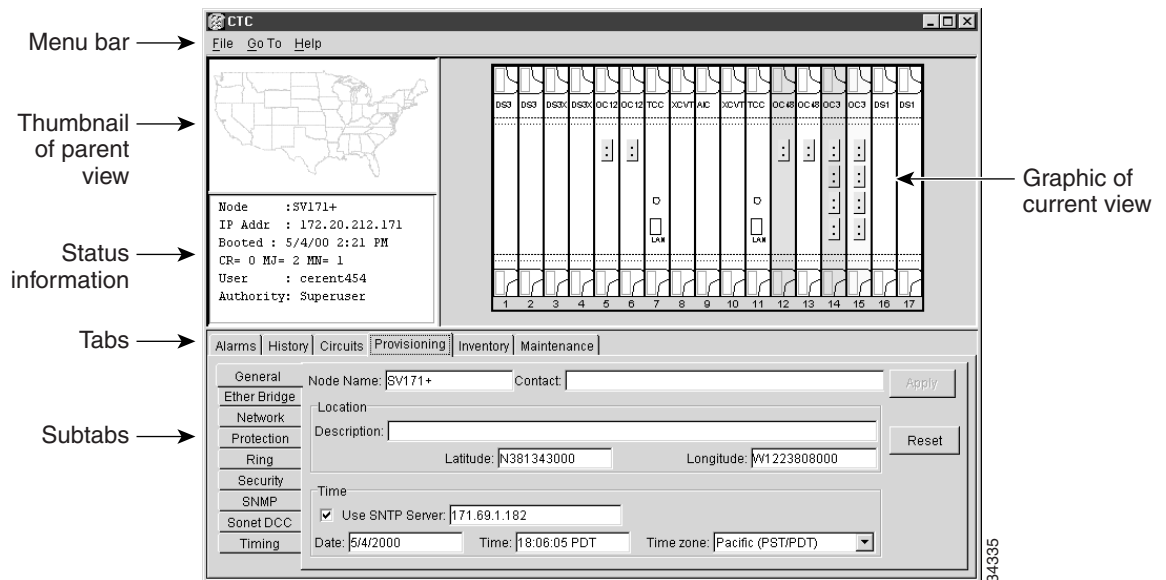 CTC
File Go To Help
Menu bar
Thumbnail
of parent
view
DS3 DS3 DS3X DS3X OC12 OC12 TCC XCVT AIC XCVT TCC OC48 OC48 OC3 OC3 DS1 DS1
LAN LAN
1 2 3 4 5 6 7 8 9 10 11 12 13 14 15 16 17
Graphic of
current view
Status
information
Node :SV171+
IP Addr : 172.20.212.171
Booted : 5/4/00 2:21 PM
CR= 0 MJ= 2 MN= 1
User : cerent454
Authority: Superuser
Tabs
Alarms History Circuits Provisioning Inventory Maintenance
Subtabs
General
Ether Bridge
Network
Protection
Ring
Security
SNMP
Sonet DCC
Timing
Node Name: SV171+ Contact: Apply
Location
Description: Reset
Latitude: N381343000 Longitude: W1223808000
Time
Use SNTP Server: 171.69.1.182
Date: 5/4/2000 Time: 18:06:05 PDT Time zone: Pacific (PST/PDT)